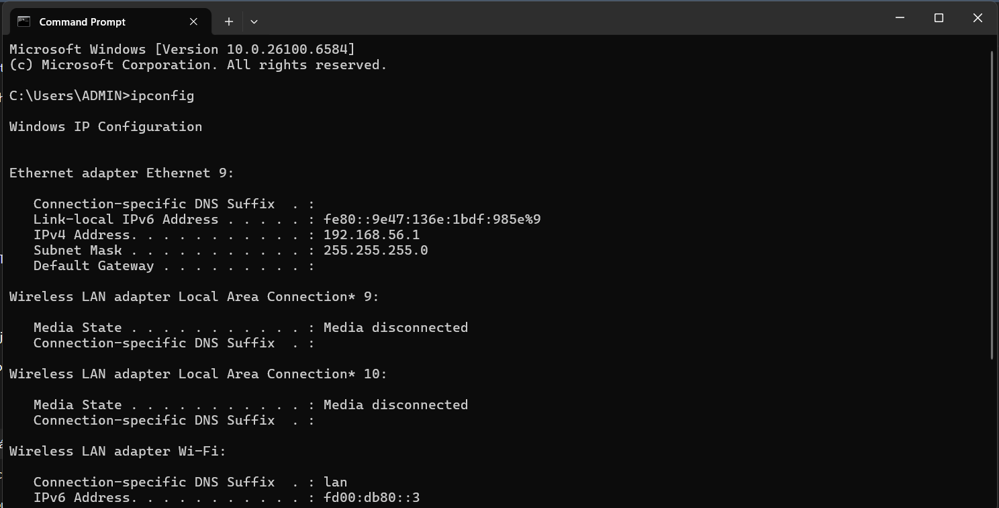 Command Prompt
Microsoft Windows [Version 10.0.26100.6584]
(c) Microsoft Corporation. All rights reserved.
C:\Users\ADMIN>ipconfig
Windows IP Configuration
Ethernet adapter Ethernet 9:
Connection-specific DNS Suffix  . :
Link-local IPv6 Address . . . . . : fe80::9e47:136e:1bdf:985e%9
IPv4 Address. . . . . . . . . . . : 192.168.56.1
Subnet Mask . . . . . . . . . . . : 255.255.255.0
Default Gateway . . . . . . . . . :
Wireless LAN adapter Local Area Connection* 9:
Media State . . . . . . . . . . . : Media disconnected
Connection-specific DNS Suffix  . :
Wireless LAN adapter Local Area Connection* 10:
Media State . . . . . . . . . . . : Media disconnected
Connection-specific DNS Suffix  . :
Wireless LAN adapter Wi-Fi:
Connection-specific DNS Suffix  . : lan
IPv6 Address. . . . . . . . . . . : fd00:db80::3